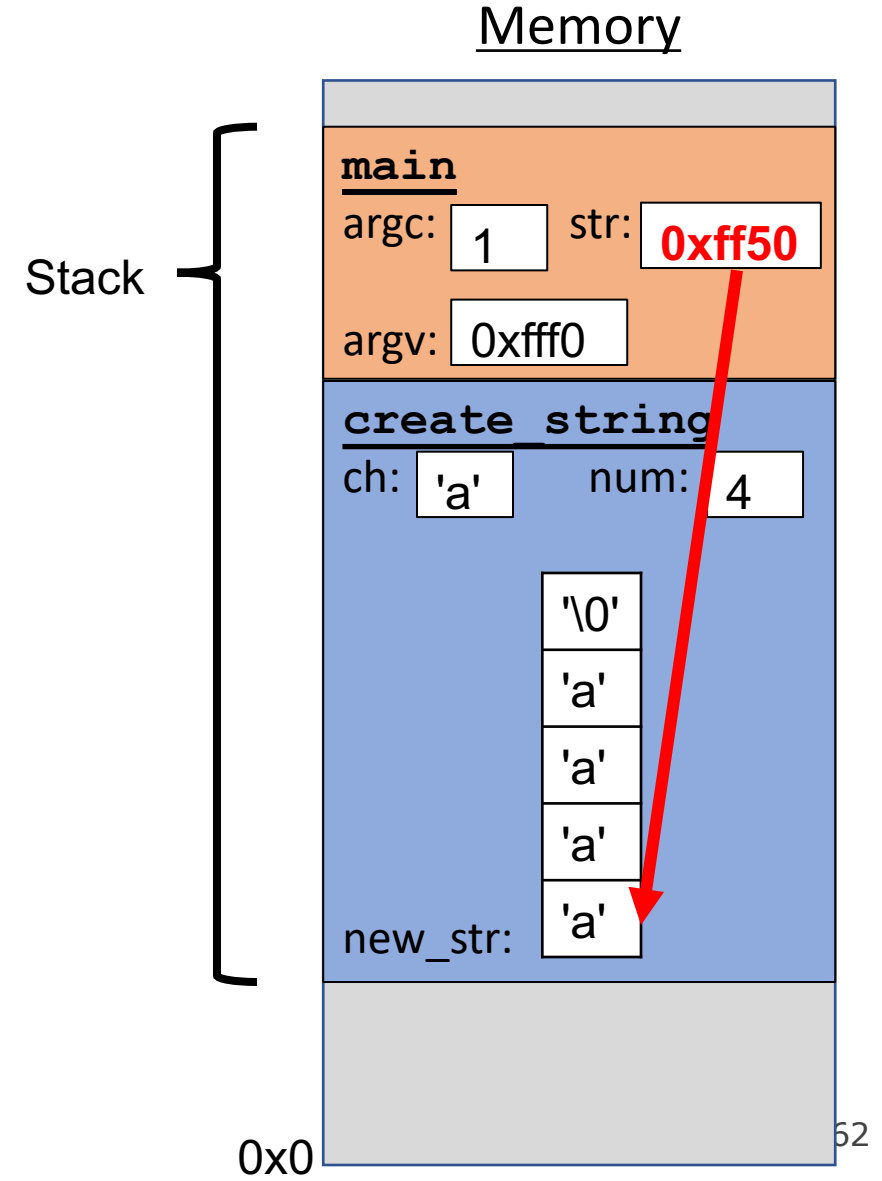 Memory
main
argc: 1 str: 0xff50
Stack
argv: 0xfff0
create_string
ch: 'a' num: 4
'\0'
'a'
'a'
'a'
new_str: 'a'
62
0x0